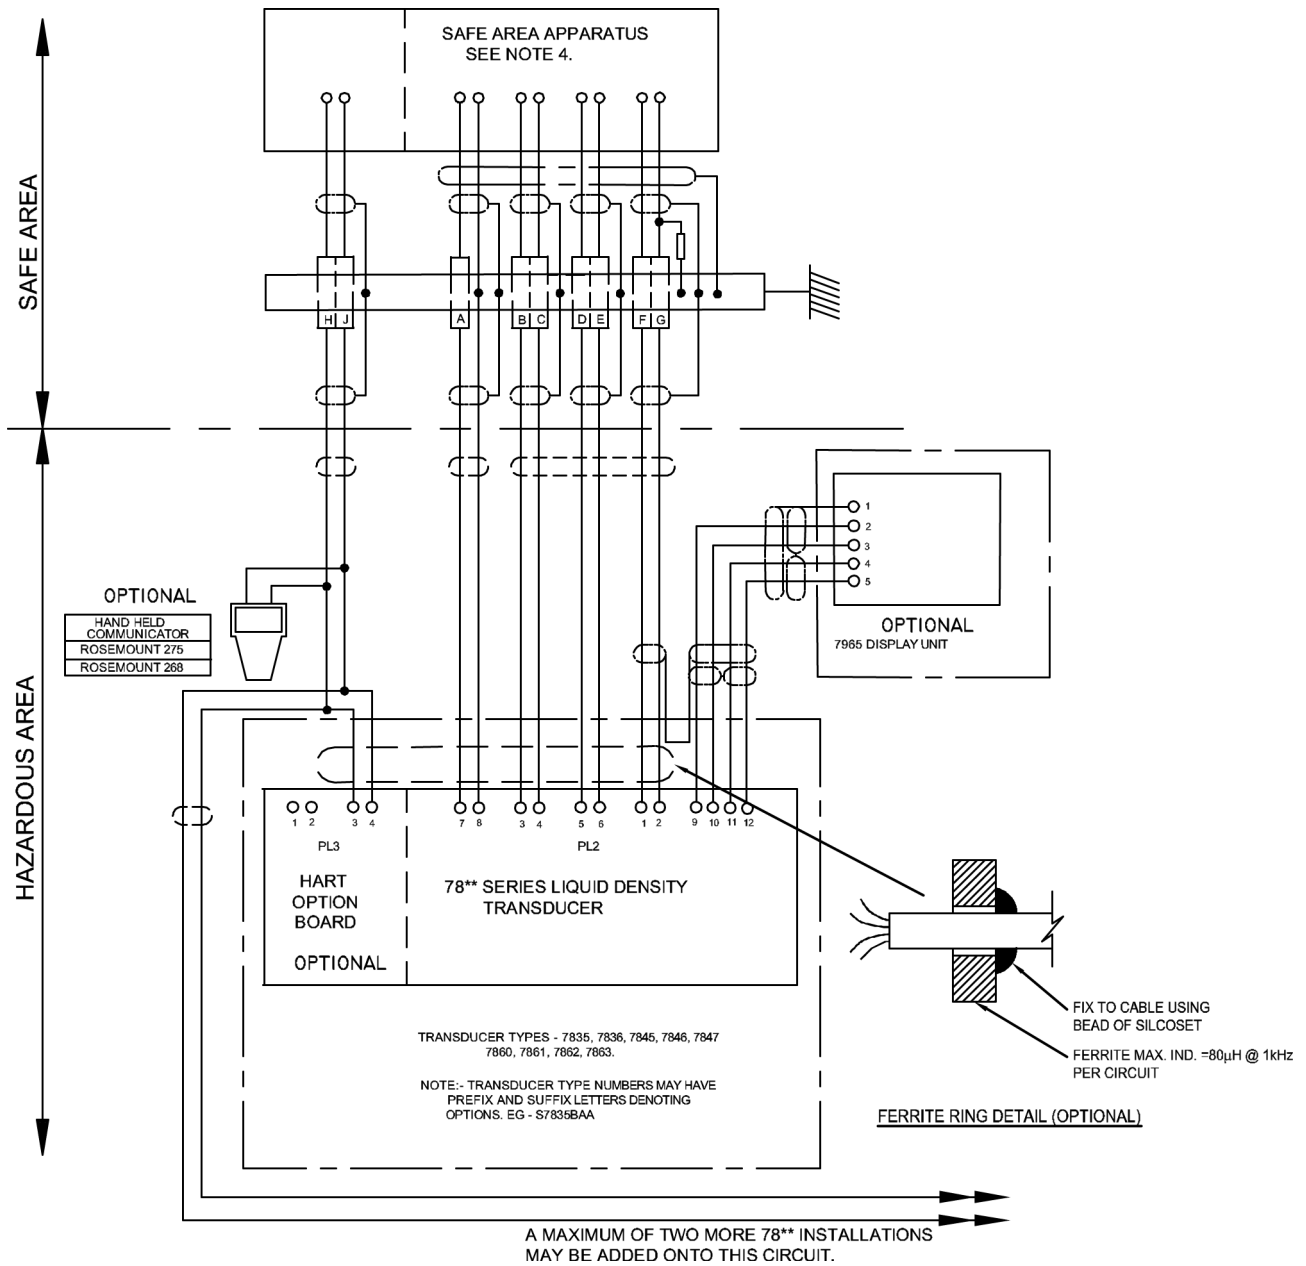 SAFE AREA APPARATUS
SEE NOTE 4.
SAFE AREA
H J A B C D E F G
HAZARDOUS AREA
1
2
3
4
5
OPTIONAL
7965 DISPLAY UNIT
OPTIONAL
HAND HELD
COMMUNICATOR
ROSEMOUNT 275
ROSEMOUNT 268
1 2 3 4 7 8 3 4 5 6 1 2 9 10 11 12
PL3 PL2
HART
OPTION
BOARD
OPTIONAL
78** SERIES LIQUID DENSITY
TRANSDUCER
TRANSDUCER TYPES - 7835, 7836, 7845, 7846, 7847
7860, 7861, 7862, 7863.
NOTE:- TRANSDUCER TYPE NUMBERS MAY HAVE
PREFIX AND SUFFIX LETTERS DENOTING
OPTIONS. EG - S7835BAA
FIX TO CABLE USING
BEAD OF SILCOSET
FERRITE MAX. IND. =80µH @ 1kHz
PER CIRCUIT
FERRITE RING DETAIL (OPTIONAL)
A MAXIMUM OF TWO MORE 78** INSTALLATIONS
MAY BE ADDED ONTO THIS CIRCUIT.